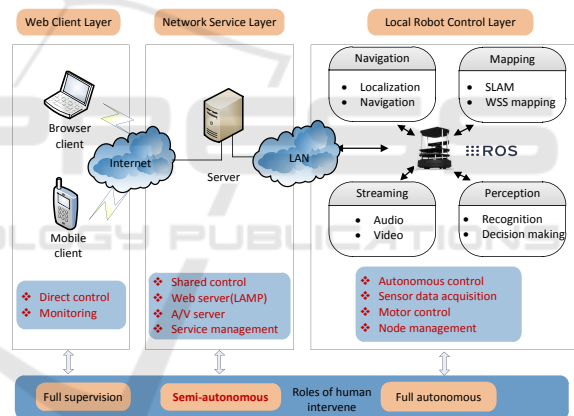 Web Client Layer
Network Service Layer
Local Robot Control Layer
Browser
client
Mobile
client
Internet
Server
LAN
Navigation
• Localization
• Navigation
Mapping
• SLAM
• WSS mapping
ROS
Streaming
• Audio
• Video
Perception
• Recognition
• Decision making
❖ Direct control
❖ Monitoring
❖ Shared control
❖ Web server(LAMP)
❖ A/V server
❖ Service management
❖ Autonomous control
❖ Sensor data acquisition
❖ Motor control
❖ Node management
Full supervision
Semi-autonomous
Roles of human
intervene
Full autonomous
OLOGY PUBLICATIONS